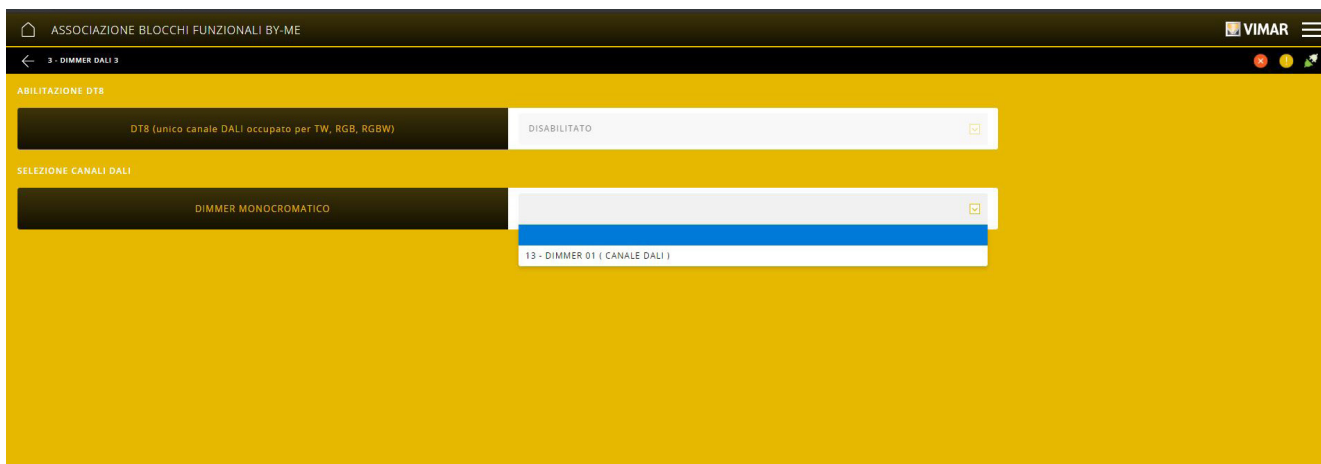 ASSOCIAZIONE BLOCCHI FUNZIONALI BY-ME
VIMAR
3 - DIMMER DALI 3
ABILITAZIONE DT8
DT8 (unico canale DALI occupato per TW, RGB, RGBW)
DISABILITATO
SELEZIONE CANALI DALI
DIMMER MONOCROMATICO
13 - DIMMER 01 ( CANALE DALI )